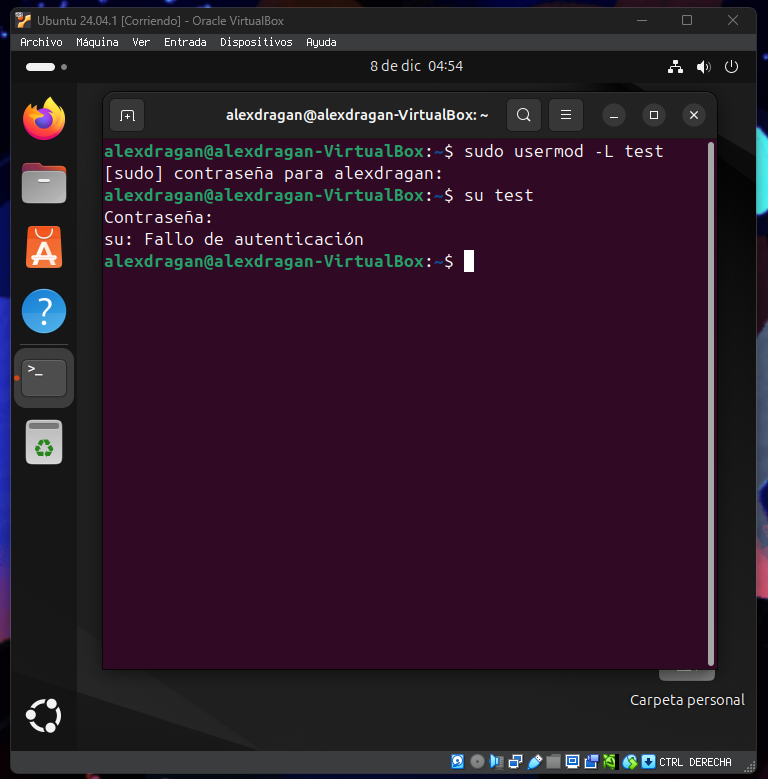 Ubuntu 24.04.1 [Corriendo] - Oracle VirtualBox
Archivo Máquina Ver Entrada Dispositivos Ayuda
8 de dic 04:54
alexdragan@alexdragan-VirtualBox: ~
alexdragan@alexdragan-VirtualBox:~$ sudo usermod -L test
[sudo] contraseña para alexdragan:
alexdragan@alexdragan-VirtualBox:~$ su test
Contraseña:
su: Fallo de autenticación
alexdragan@alexdragan-VirtualBox:~$
Carpeta personal
CTRL DERECHA